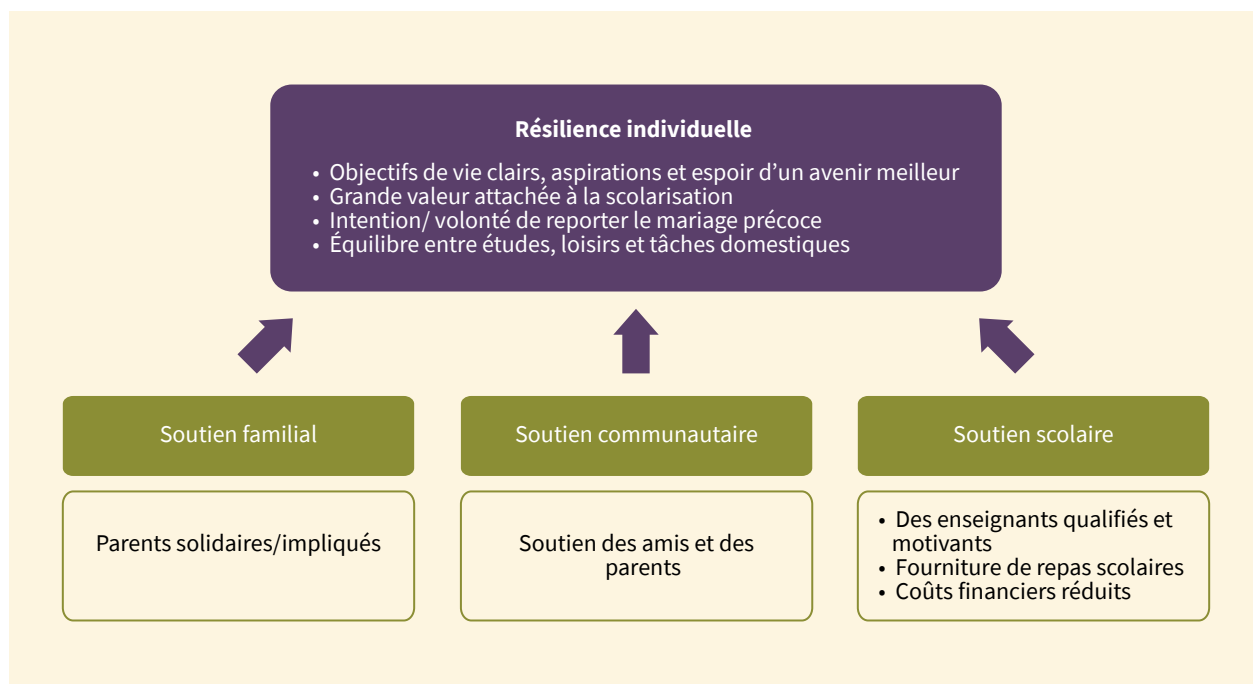 Résilience individuelle
• Objectifs de vie clairs, aspirations et espoir d’un avenir meilleur
• Grande valeur attachée à la scolarisation
• Intention/ volonté de reporter le mariage précoce
• Équilibre entre études, loisirs et tâches domestiques
Soutien familial
Parents solidaires/impliqués
Soutien communautaire
Soutien des amis et des
parents
Soutien scolaire
• Des enseignants qualifiés et
motivants
• Fourniture de repas scolaires
• Coûts financiers réduits